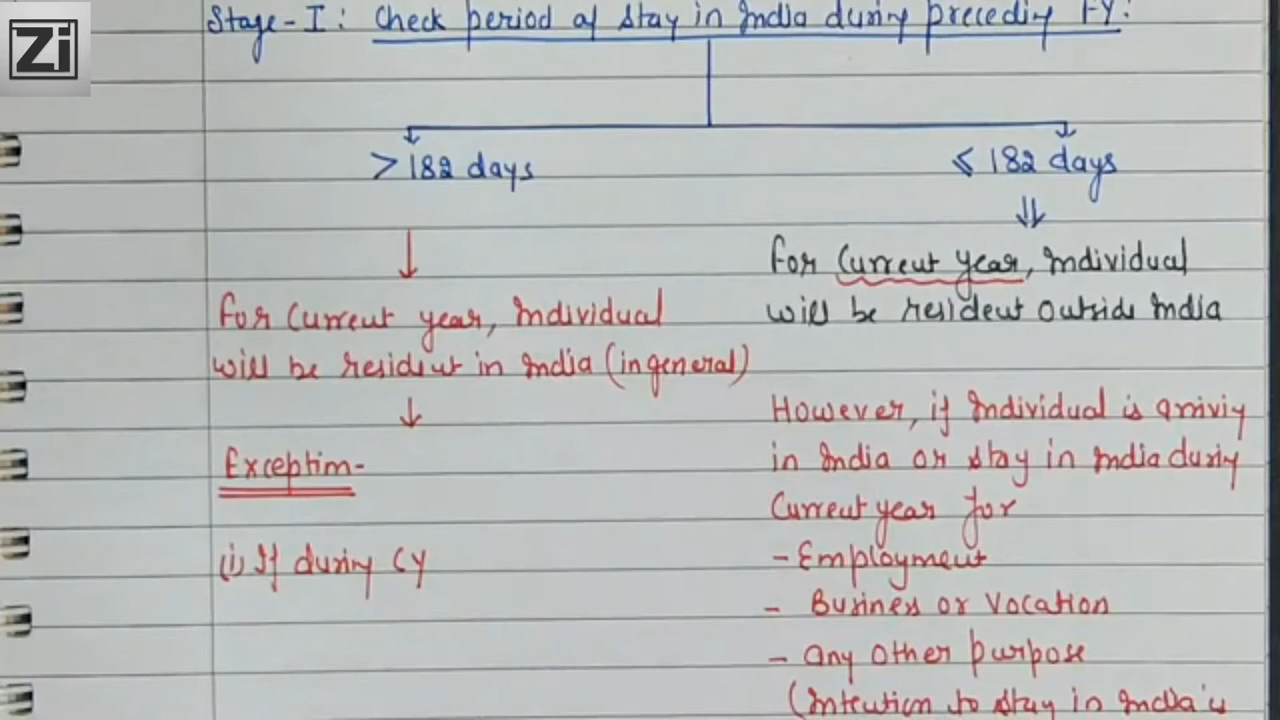 Zi
Stage-I: Check period of stay in India during preceding FY:
> 182 days
≤ 182 days
For Current year, Individual
will be resident in India (in general)
Exception-
(i) If during CY
For Current year, Individual
will be resident outside India
However, if Individual is arriving
in India or stay in India during
Current year for
- Employment
- Business or Vocation
- any other purpose
(Intention to stay in India is